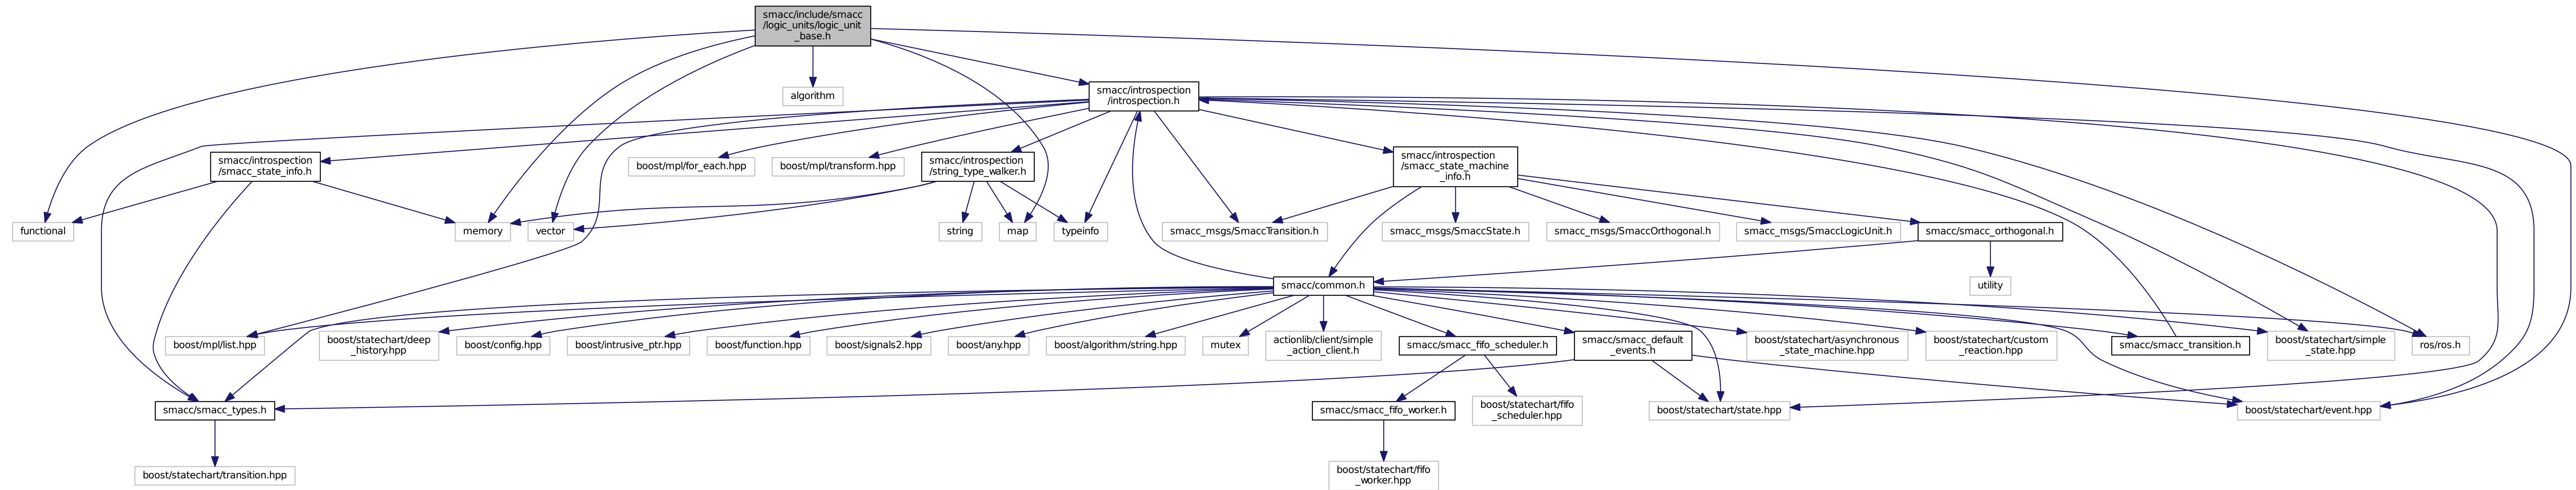 smacc/include/smacc
/logic_units/logic_unit
_base.h
algorithm
smacc/introspection
/introspection.h
smacc/introspection
/smacc_state_info.h
boost/mpl/for_each.hpp
boost/mpl/transform.hpp
smacc/introspection
/string_type_walker.h
smacc/introspection
/smacc_state_machine
_info.h
functional
memory
vector
string
map
typeinfo
smacc_msgs/SmaccTransition.h
smacc_msgs/SmaccState.h
smacc_msgs/SmaccOrthogonal.h
smacc_msgs/SmaccLogicUnit.h
smacc/smacc_orthogonal.h
smacc/common.h
utility
boost/mpl/list.hpp
boost/statechart/deep
_history.hpp
boost/config.hpp
boost/intrusive_ptr.hpp
boost/function.hpp
boost/signals2.hpp
boost/any.hpp
boost/algorithm/string.hpp
mutex
actionlib/client/simple
_action_client.h
smacc/smacc_fifo_scheduler.h
smacc/smacc_default
_events.h
boost/statechart/asynchronous
_state_machine.hpp
boost/statechart/custom
_reaction.hpp
smacc/smacc_transition.h
boost/statechart/simple
_state.hpp
ros/ros.h
smacc/smacc_types.h
smacc/smacc_fifo_worker.h
boost/statechart/fifo
_scheduler.hpp
boost/statechart/state.hpp
boost/statechart/event.hpp
boost/statechart/transition.hpp
boost/statechart/fifo
_worker.hpp